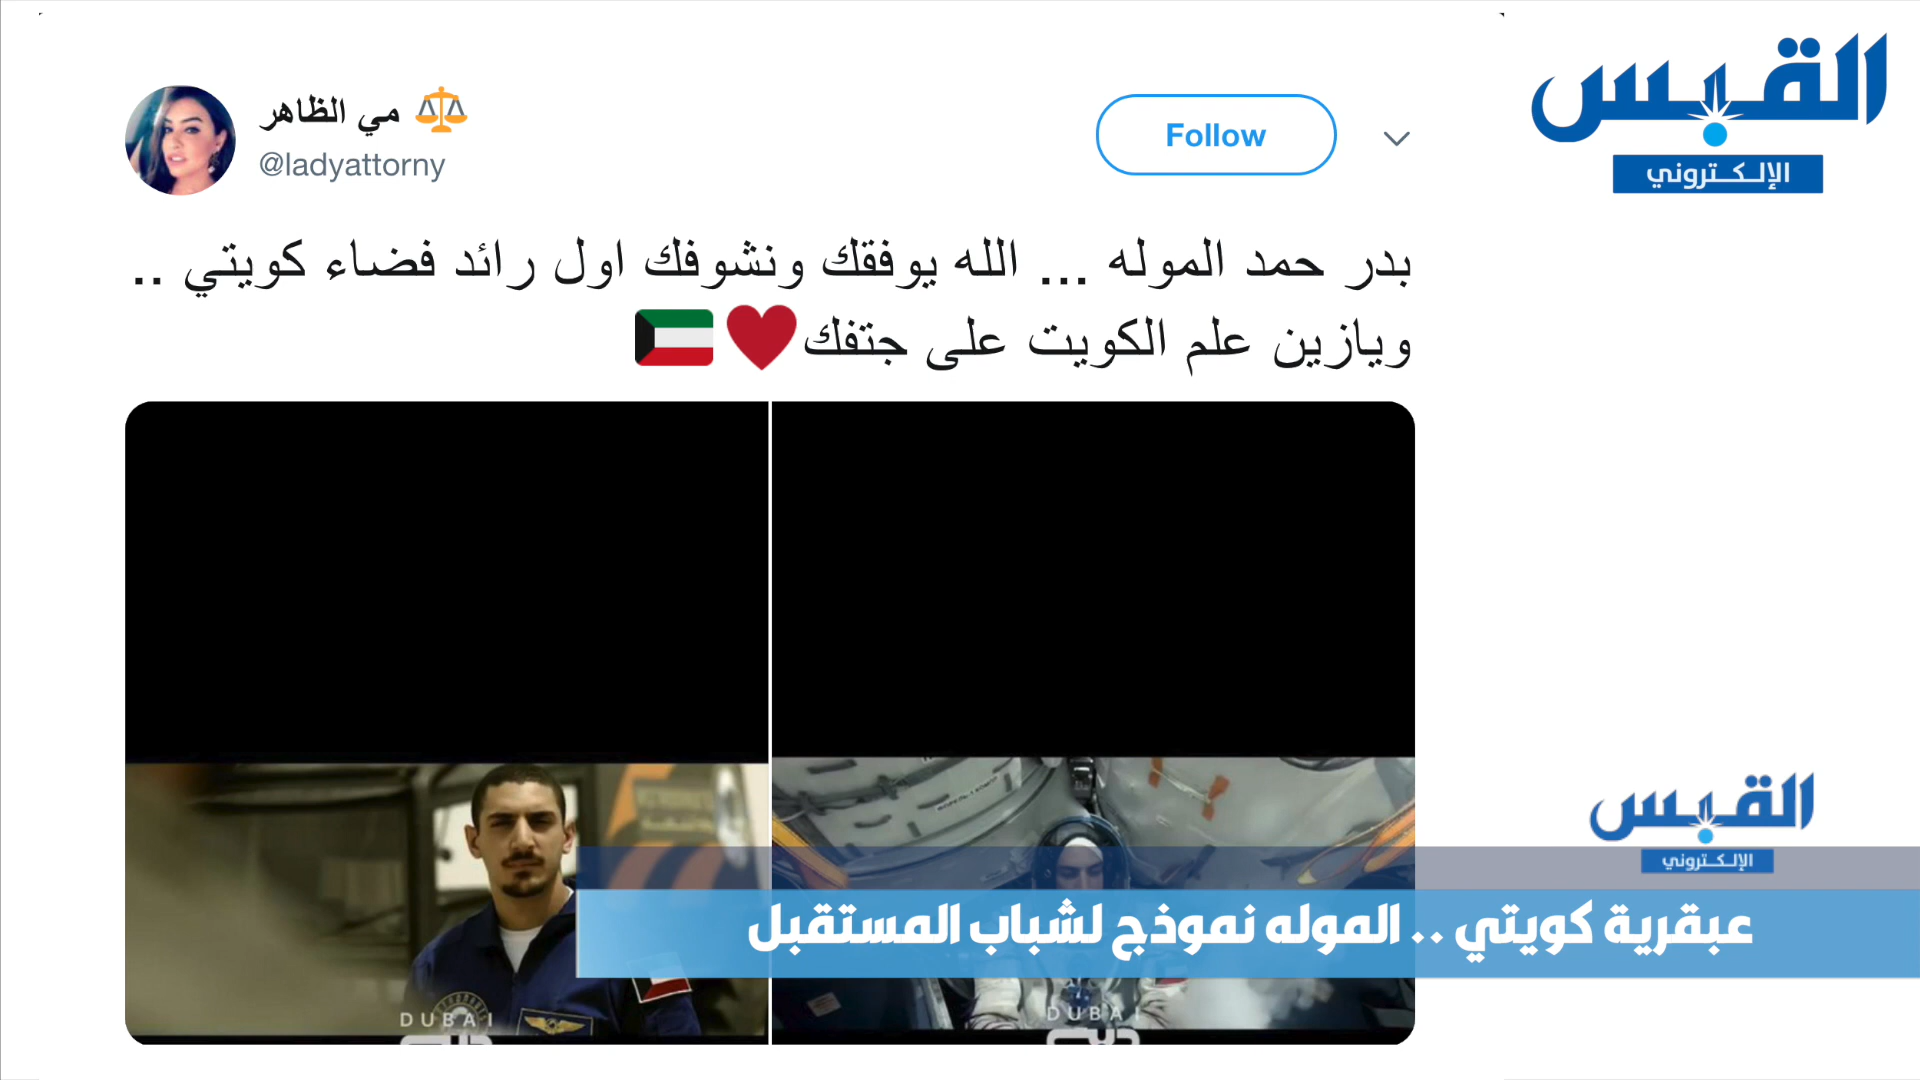 القبس
الإلكتروني
مي الظاهر
@ladyattorny
Follow
بدر حمد الموله ... الله يوفقك ونشوفك اول رائد فضاء كويتي ..
ويازين علم الكويت على جتفك
القبس
الإلكتروني
عبقرية كويتي .. الموله نموذج لشباب المستقبل
DUBAI
DUBAI